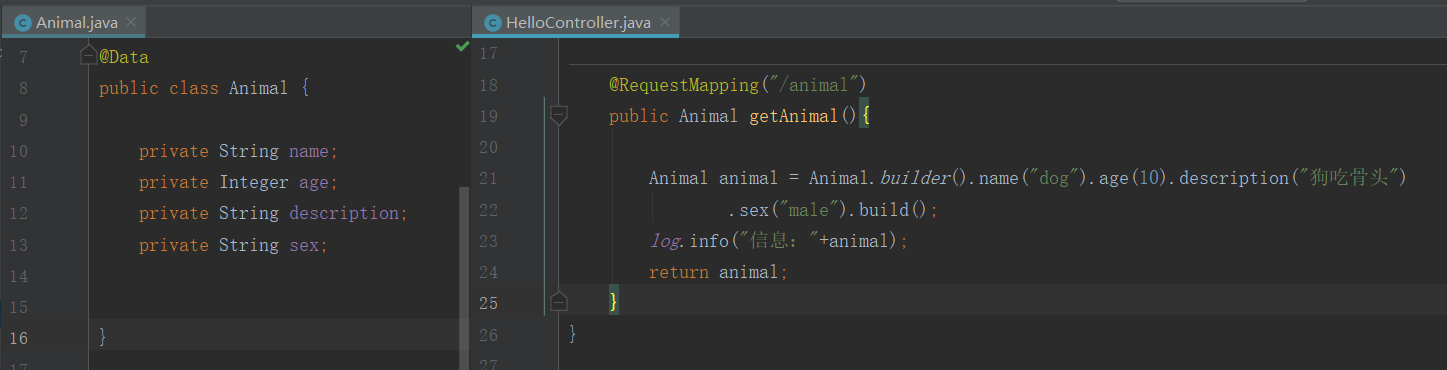 Animal.java
7 @Data
8 public class Animal {
9
10 private String name;
11 private Integer age;
12 private String description;
13 private String sex;
14
15
16 }
HelloController.java
17
18 @RequestMapping("/animal")
19 public Animal getAnimal(){
20
21 Animal animal = Animal.builder().name("dog").age(10).description("狗吃骨头")
22 .sex("male").build();
23 log.info("信息："+animal);
24 return animal;
25 }
26 }
27